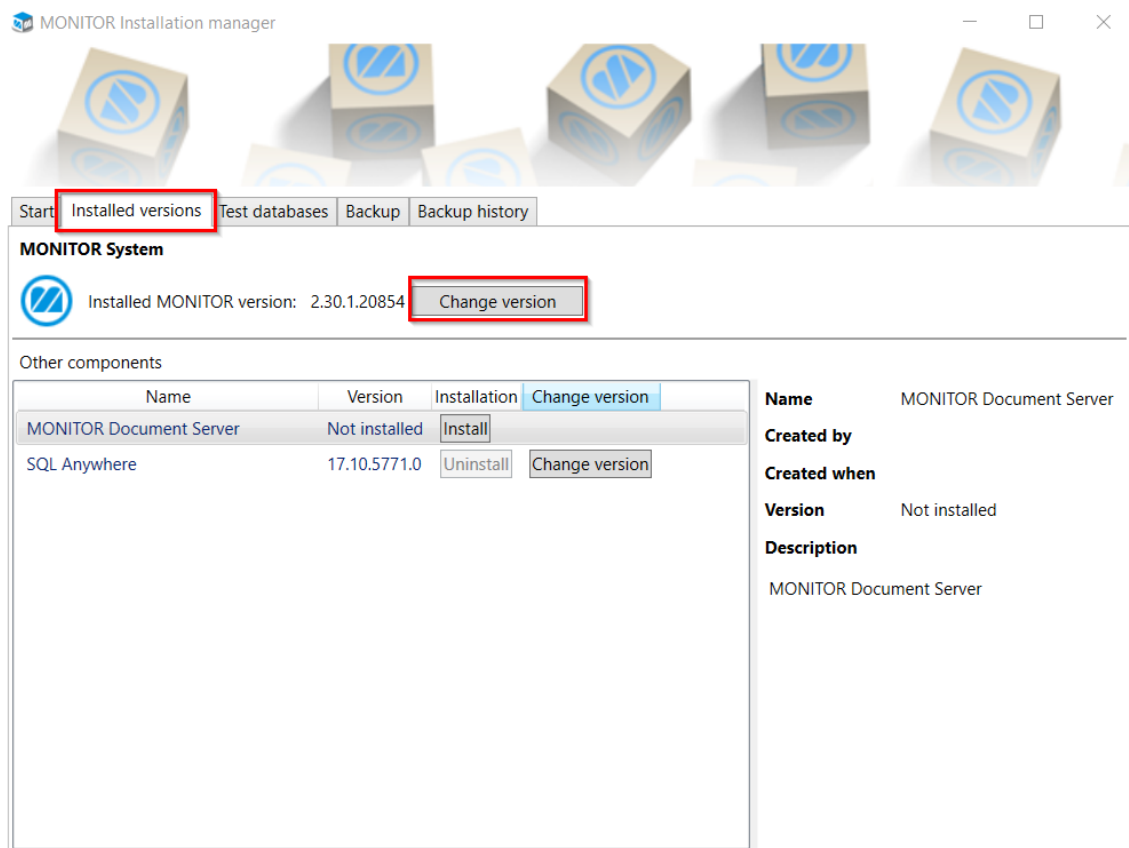 MONITOR Installation manager
Start Installed versions Test databases Backup Backup history
MONITOR System
Installed MONITOR version: 2.30.1.20854 Change version
Other components
Name Version Installation Change version
MONITOR Document Server Not installed Install
SQL Anywhere 17.10.5771.0 Uninstall Change version
Name MONITOR Document Server
Created by
Created when
Version Not installed
Description
MONITOR Document Server